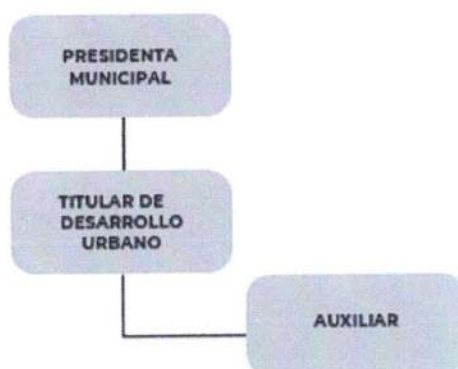 PRESIDENTA
MUNICIPAL
TITULAR DE
DESARROLLO
URBANO
AUXILIAR